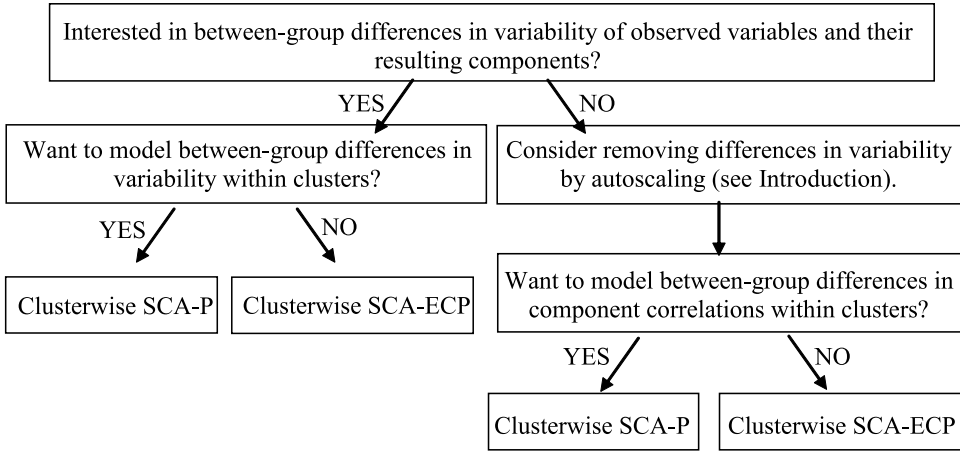 Interested in between-group differences in variability of observed variables and their
resulting components?
YES
NO
Want to model between-group differences in
variability within clusters?
Consider removing differences in variability
by autoscaling (see Introduction).
YES
NO
Clusterwise SCA-P
Clusterwise SCA-ECP
Want to model between-group differences in
component correlations within clusters?
YES
NO
Clusterwise SCA-P
Clusterwise SCA-ECP